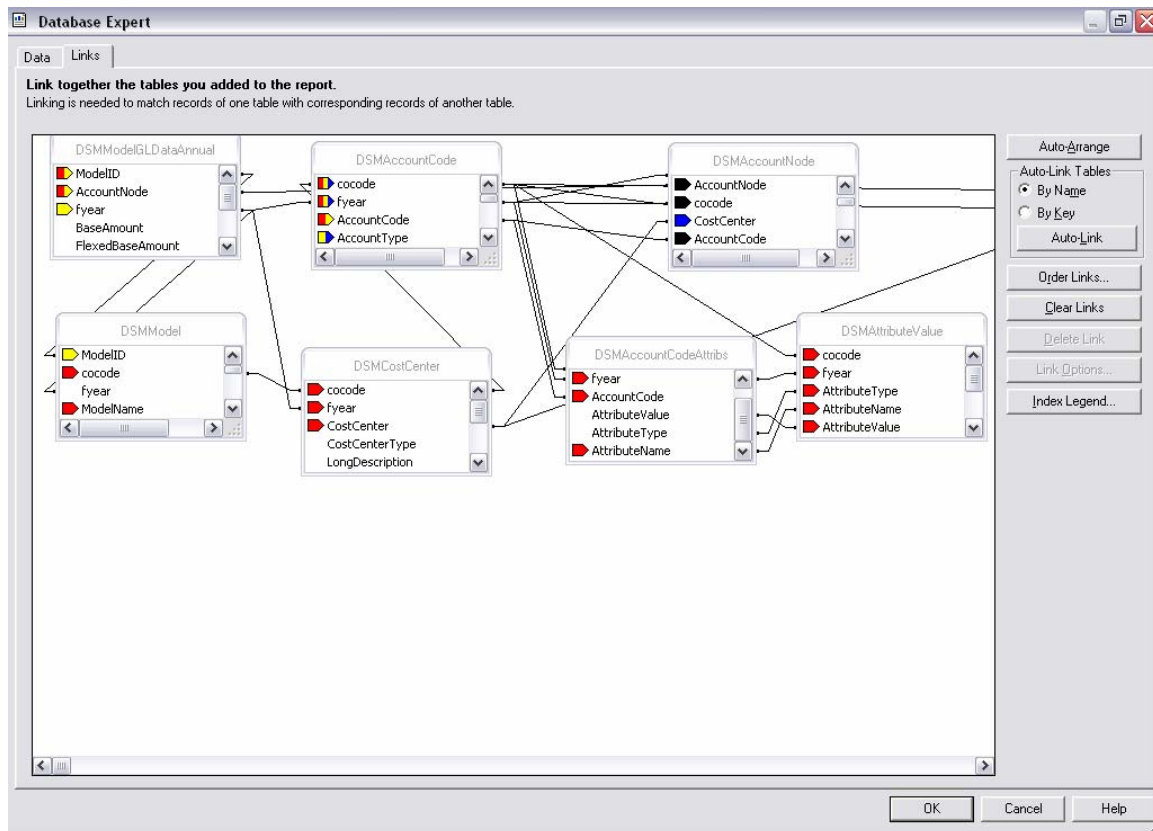 Database Expert
Data
Links
Link together the tables you added to the report.
Linking is needed to match records of one table with corresponding records of another table.
DSMModelGLDataAnnual
ModelID
AccountNode
fyear
BaseAmount
FlexedBaseAmount
DSMAccountCode
cocode
fyear
AccountCode
AccountType
DSMAccountNode
AccountNode
cocode
CostCenter
AccountCode
DSMModel
ModelID
cocode
fyear
ModelName
DSMCostCenter
cocode
fyear
CostCenter
CostCenterType
LongDescription
DSMAccountCodeAttribs
fyear
AccountCode
AttributeValue
AttributeType
AttributeName
DSMAttributeValue
cocode
fyear
AttributeType
AttributeName
AttributeValue
Auto-Arrange
Auto-Link Tables
By Name
By Key
Auto-Link
Order Links...
Clear Links
Delete Link
Link Options...
Index Legend...
OK
Cancel
Help